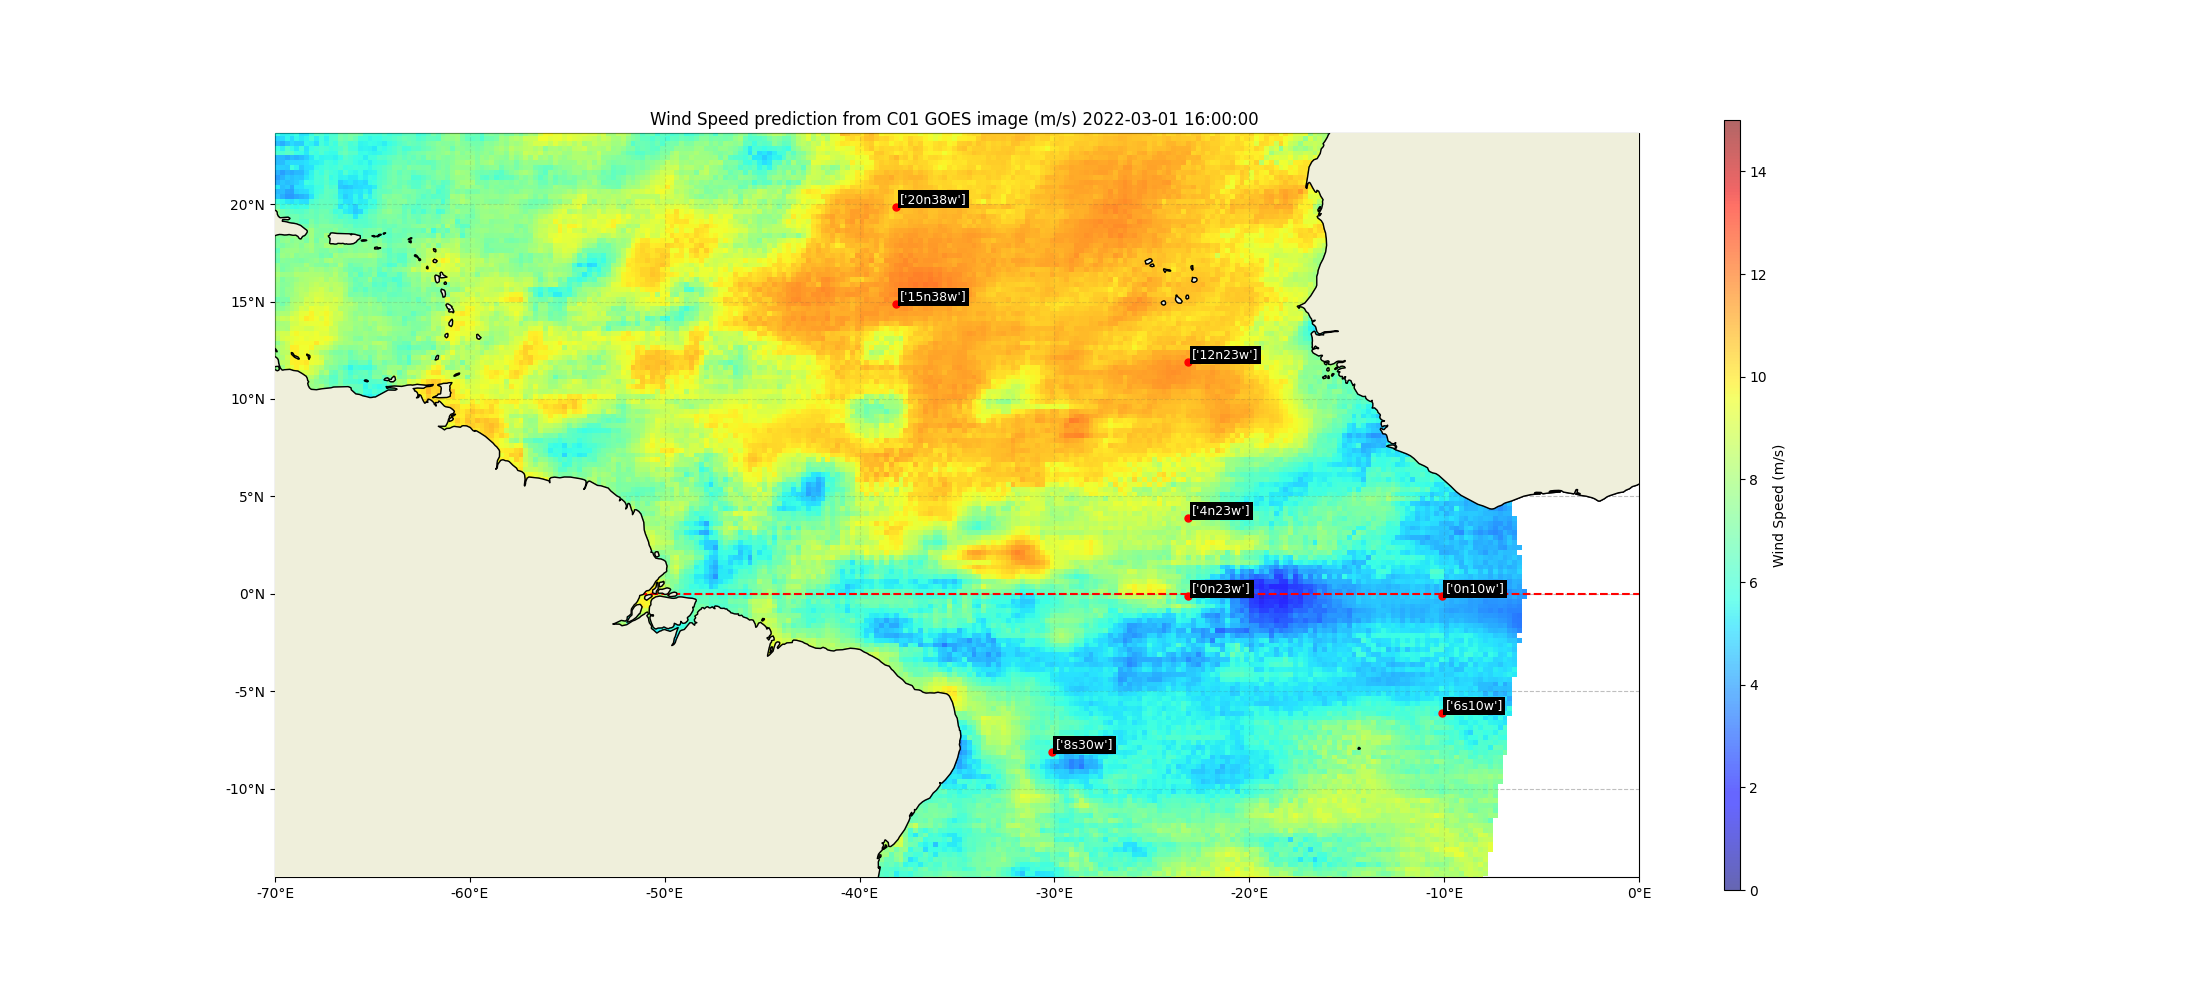 Wind Speed prediction from C01 GOES image (m/s) 2022-03-01 16:00:00
20°N
15°N
10°N
5°N
0°N
-5°N
-10°N
-70°E
-60°E
-50°E
-40°E
-30°E
-20°E
-10°E
0°E
['20n38w']
['15n38w']
['12n23w']
['4n23w']
['0n23w']
['0n10w']
['6s10w']
['8s30w']
14
12
10
8
6
4
2
0
Wind Speed (m/s)